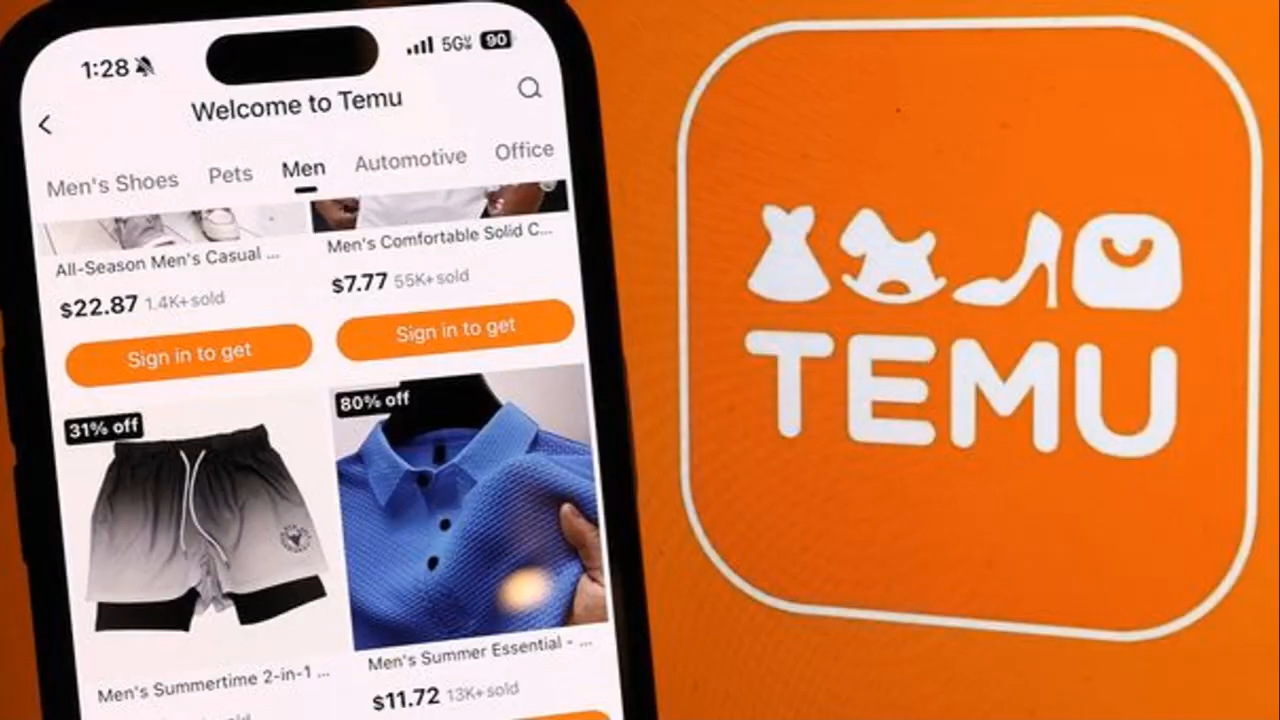 1:28
5G 90
Welcome to Temu
Men's Shoes Pets Men Automotive Office
All-Season Men's Casual ...
$22.87 1.4K+sold
Sign in to get
Men's Comfortable Solid C...
$7.77 55K+sold
Sign in to get
31% off
80% off
Men's Summertime 2-in-1 ...
sold
Men's Summer Essential - ...
$11.72 13K+sold
TEMU